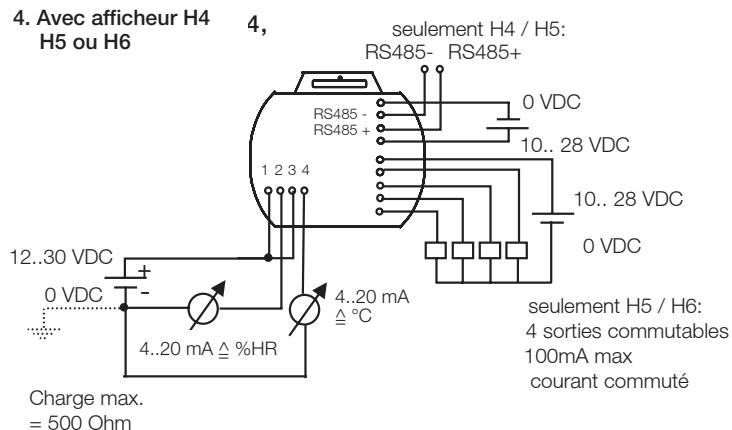 4. Avec afficheur H4
H5 ou H6
4,
seulement H4 / H5:
RS485- RS485+
0 VDC
RS485 -
RS485 +
10.. 28 VDC
1 2 3 4
10.. 28 VDC
0 VDC
12..30 VDC
+
0 VDC
-
4..20 mA
≙ °C
4..20 mA ≙ %HR
seulement H5 / H6:
4 sorties commutables
100mA max
courant commuté
Charge max.
= 500 Ohm